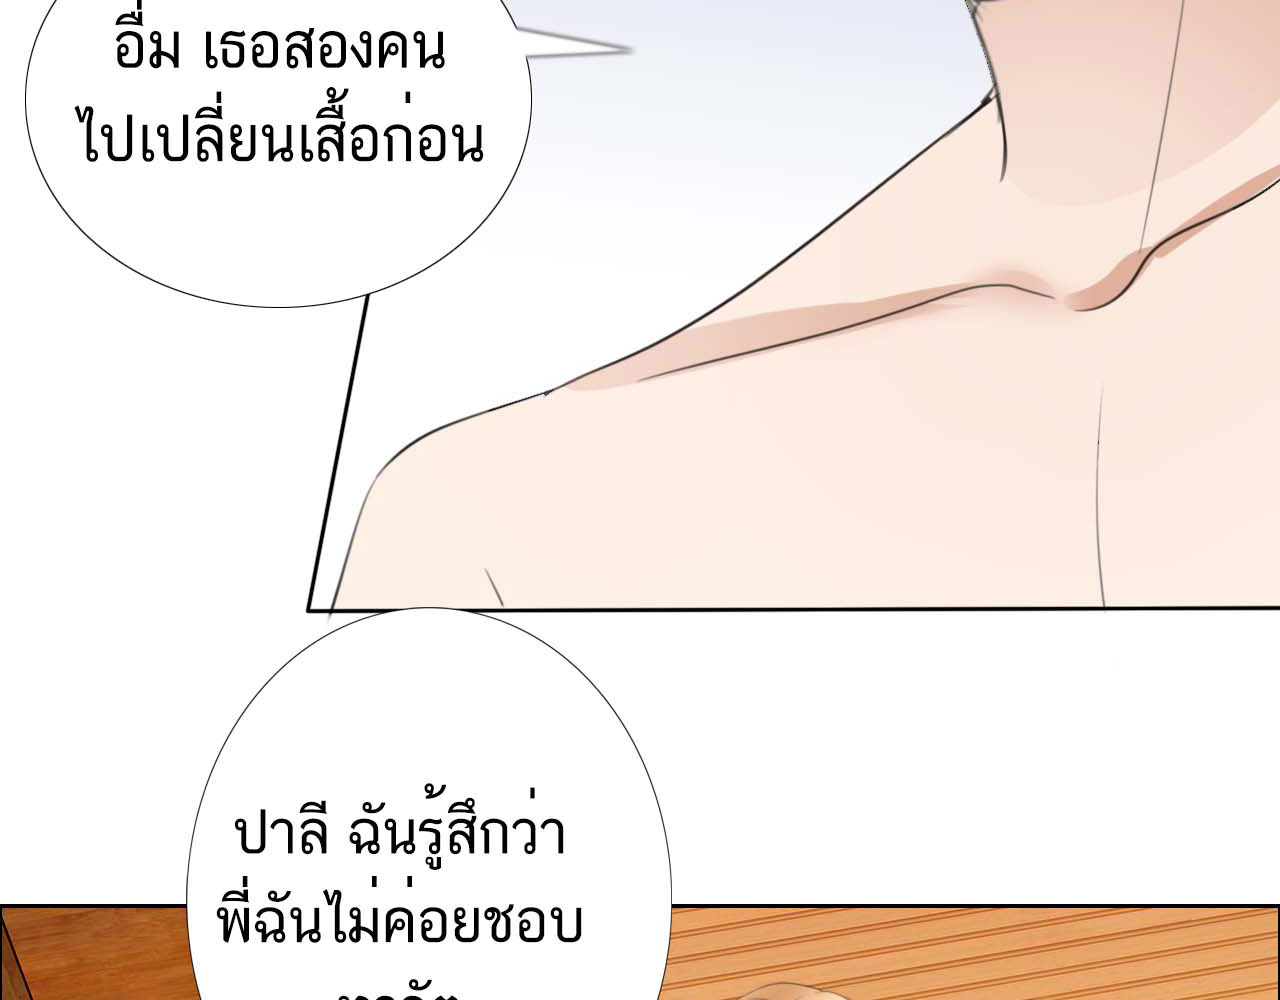 อื่ม เธอสองคน
ไปเปลี่ยนเสื้อก่อน
ปาลี ฉันรู้สึกว่า
พี่ฉันไม่ค่อยชอบ